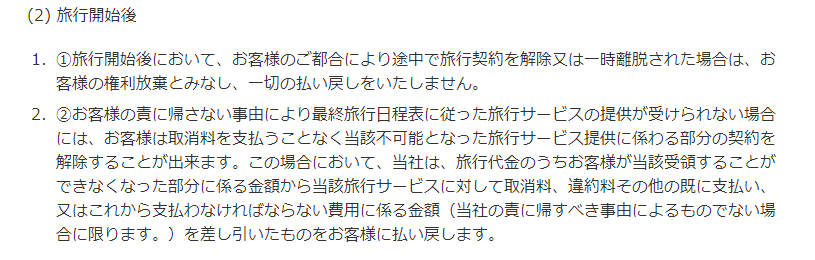 (2) 旅行開始後
1. ①旅行開始後において、お客様のご都合により途中で旅行契約を解除又は一時離脱された場合は、お
客様の権利放棄とみなし、一切の払い戻しをいたしません。
2. ②お客様の責に帰さない事由により最終旅行日程表に従った旅行サービスの提供が受けられない場合
には、お客様は取消料を支払うことなく当該不可能となった旅行サービス提供に係わる部分の契約を
解除することが出来ます。この場合において、当社は、旅行代金のうちお客様が当該受領することが
できなくなった部分に係る金額から当該旅行サービスに対して取消料、違約料その他の既に支払い、
又はこれから支払わなければならない費用に係る金額（当社の責に帰すべき事由によるものでない場
合に限ります。）を差し引いたものをお客様に払い戻します。